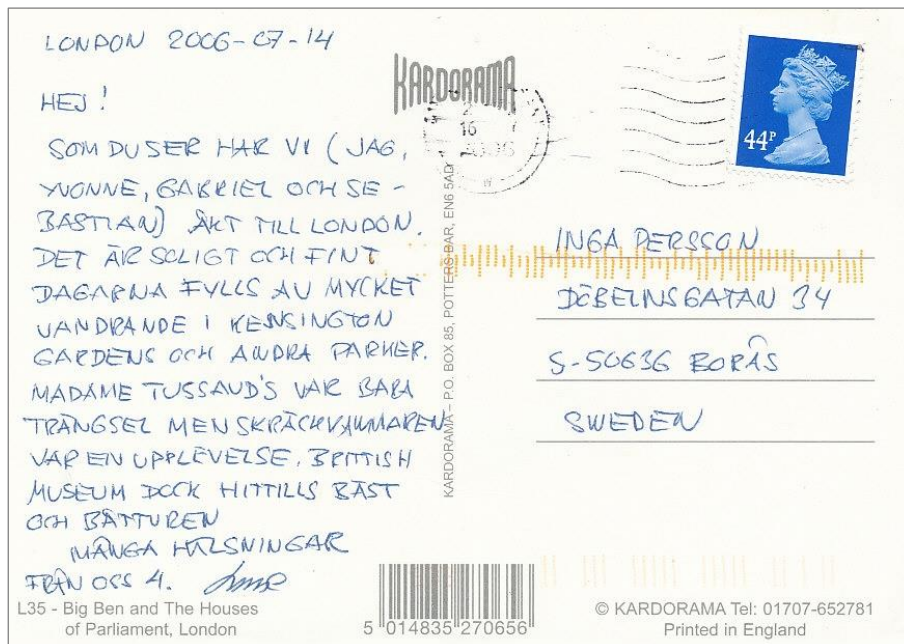 LONDON 2006-07-14
HEJ!
SOM DU SER HAR VI (JAG,
YVONNE, GABRIEL OCH SE-
BASTIAN) ÅKT TILL LONDON.
DET ÄR SOLIGT OCH FINT
DAGARNA FYLLS AV MYCKET
VANDRANDE I KENSINGTON
GARDENS OCH ANDRA PARKER.
MADAME TUSSAUD'S VAR BARA
TRÄNGSEL MEN SKRÄCKKAMMAREN
VAR EN UPPLEVELSE. BRITTISH
MUSEUM DOCK HITTILLS BÄST
OCH BÅTTUREN
MÅNGA HÄLSNINGAR
FRÅN OSS 4.
L35 - Big Ben and The Houses
of Parliament, London
KARDORAMA
KARDORAMA – P.O. BOX 85, POTTERS BAR, EN6 5AD
5 014835 270656
16
44P
INGA PERSSON
DÖBELNSGATAN 34
S-50636 BORÅS
SWEDEN
© KARDORAMA Tel: 01707-652781
Printed in England